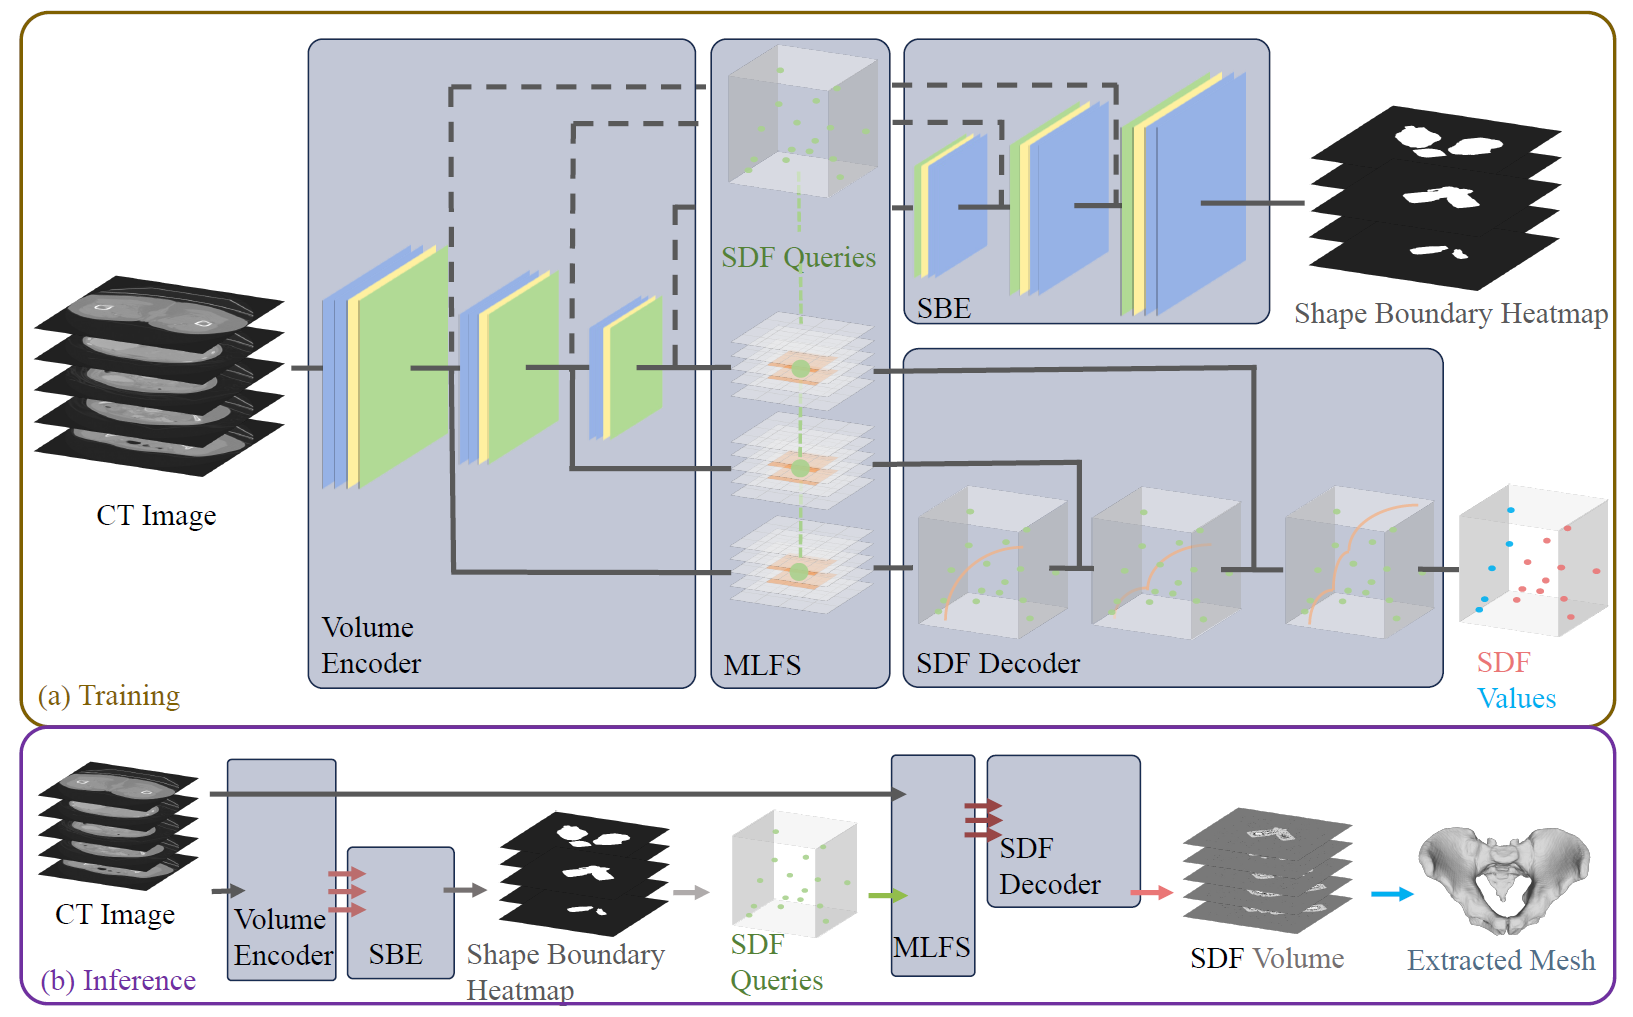 SDF Queries
SBE
Shape Boundary Heatmap
CT Image
Volume
Encoder
MLFS
SDF Decoder
SDF
Values
(a) Training
CT Image
Volume
Encoder
SBE
Shape Boundary
Heatmap
SDF
Queries
MLFS
SDF
Decoder
SDF Volume
Extracted Mesh
(b) Inference